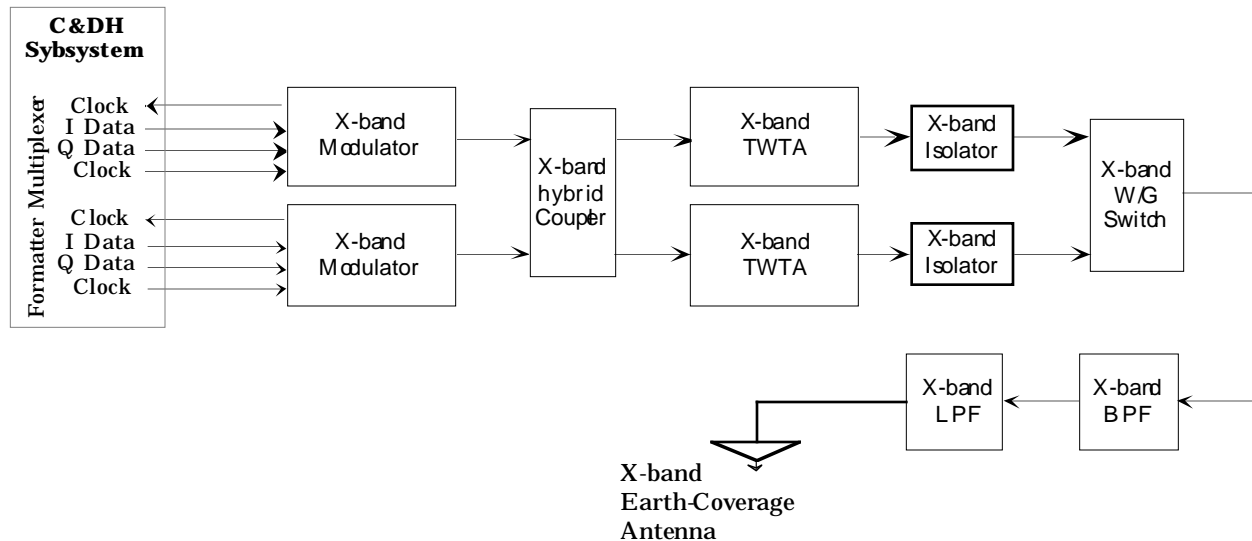 C&DH
Sybsystem
Formatter Multiplexer
Clock
I Data
Q Data
Clock
Clock
I Data
Q Data
Clock
X-band
Modulator
X-band
Modulator
X-band
hybrid
Coupler
X-band
TWTA
X-band
TWTA
X-band
Isolator
X-band
Isolator
X-band
W/G
Switch
X-band
LPF
X-band
BPF
X-band
Earth-Coverage
Antenna